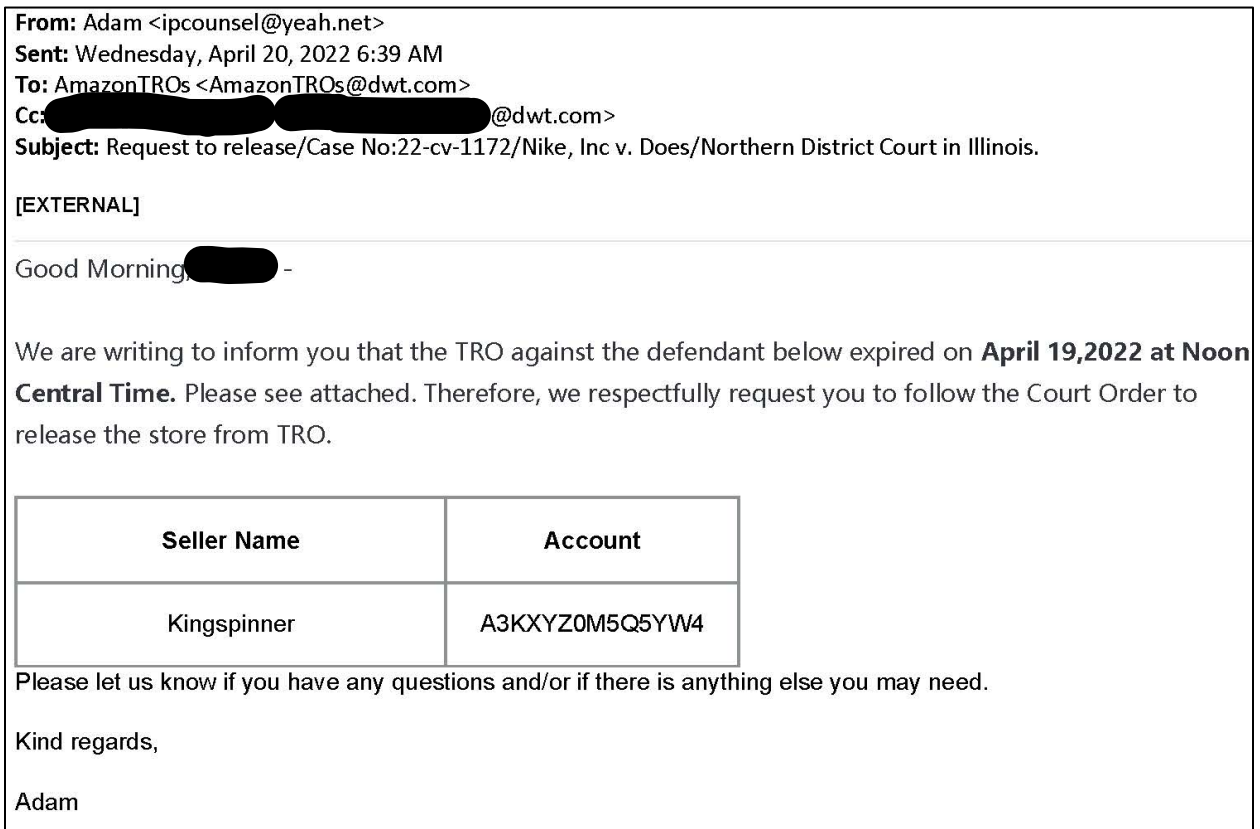 From: Adam <ipcounsel@yeah.net>
Sent: Wednesday, April 20, 2022 6:39 AM
To: AmazonTROs <AmazonTROs@dwt.com>
Cc: @dwt.com>
Subject: Request to release/Case No:22-cv-1172/Nike, Inc v. Does/Northern District Court in Illinois.
[EXTERNAL]
Good Morning, -
We are writing to inform you that the TRO against the defendant below expired on April 19,2022 at Noon
Central Time. Please see attached. Therefore, we respectfully request you to follow the Court Order to
release the store from TRO.
Seller Name Account
Kingspinner A3KXYZ0M5Q5YW4
Please let us know if you have any questions and/or if there is anything else you may need.
Kind regards,
Adam